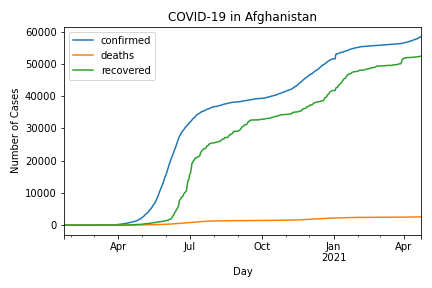 COVID-19 in Afghanistan
confirmed
deaths
recovered
Number of Cases
60000
50000
40000
30000
20000
10000
0
Apr
Jul
Oct
Jan
2021
Apr
Day